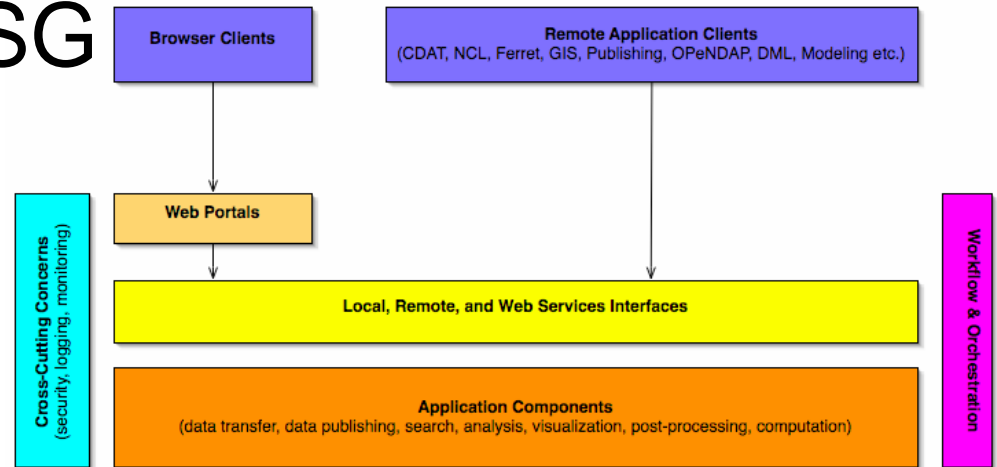 SG
Browser Clients
Remote Application Clients
(CDAT, NCL, Ferret, GIS, Publishing, OPeNDAP, DML, Modeling etc.)
Web Portals
Cross-Cutting Concerns
(security, logging, monitoring)
Workflow & Orchestration
Local, Remote, and Web Services Interfaces
Application Components
(data transfer, data publishing, search, analysis, visualization, post-processing, computation)